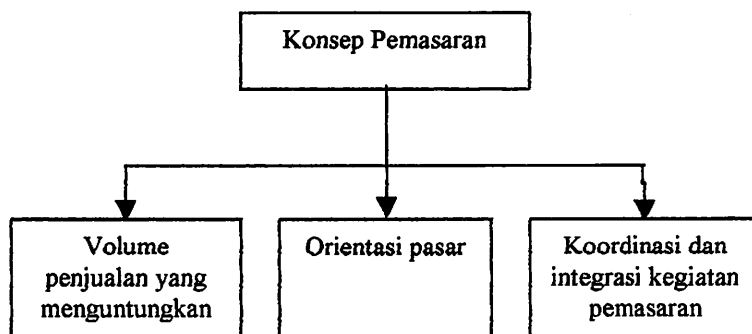 Konsep Pemasaran
Volume
penjualan yang
menguntungkan
Orientasi pasar
Koordinasi dan
integrasi kegiatan
pemasaran